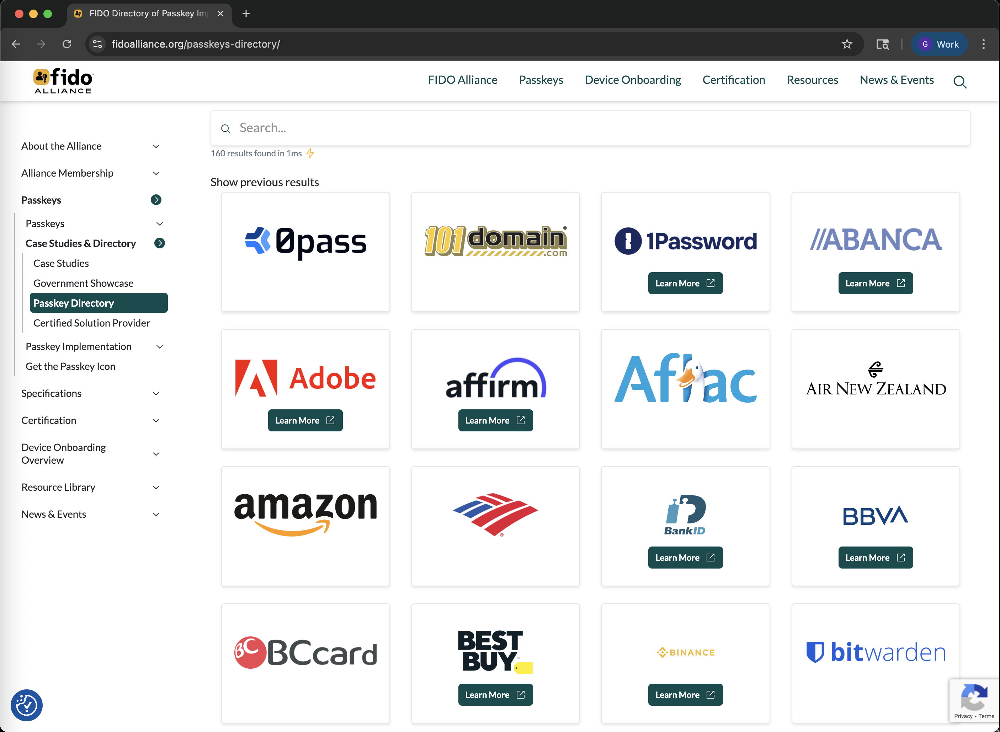 FIDO Directory of Passkey Im
fidoalliance.org/passkeys-directory/
G Work
fido
ALLIANCE
FIDO Alliance
Passkeys
Device Onboarding
Certification
Resources
News & Events
About the Alliance
Alliance Membership
Passkeys
Passkeys
Case Studies & Directory
Case Studies
Government Showcase
Passkey Directory
Certified Solution Provider
Passkey Implementation
Get the Passkey Icon
Specifications
Certification
Device Onboarding
Overview
Resource Library
News & Events
Search...
160 results found in 1ms
Show previous results
0pass
101domain®
.com
1Password
Learn More
//ABANCA
Learn More
Adobe
Learn More
affirm
Learn More
Aflac
AIR NEW ZEALAND
amazon
®
BankID
Learn More
BBVA
Learn More
BC BCcard
BEST
BUY™
Learn More
BINANCE
Learn More
bitwarden
Privacy - Terms